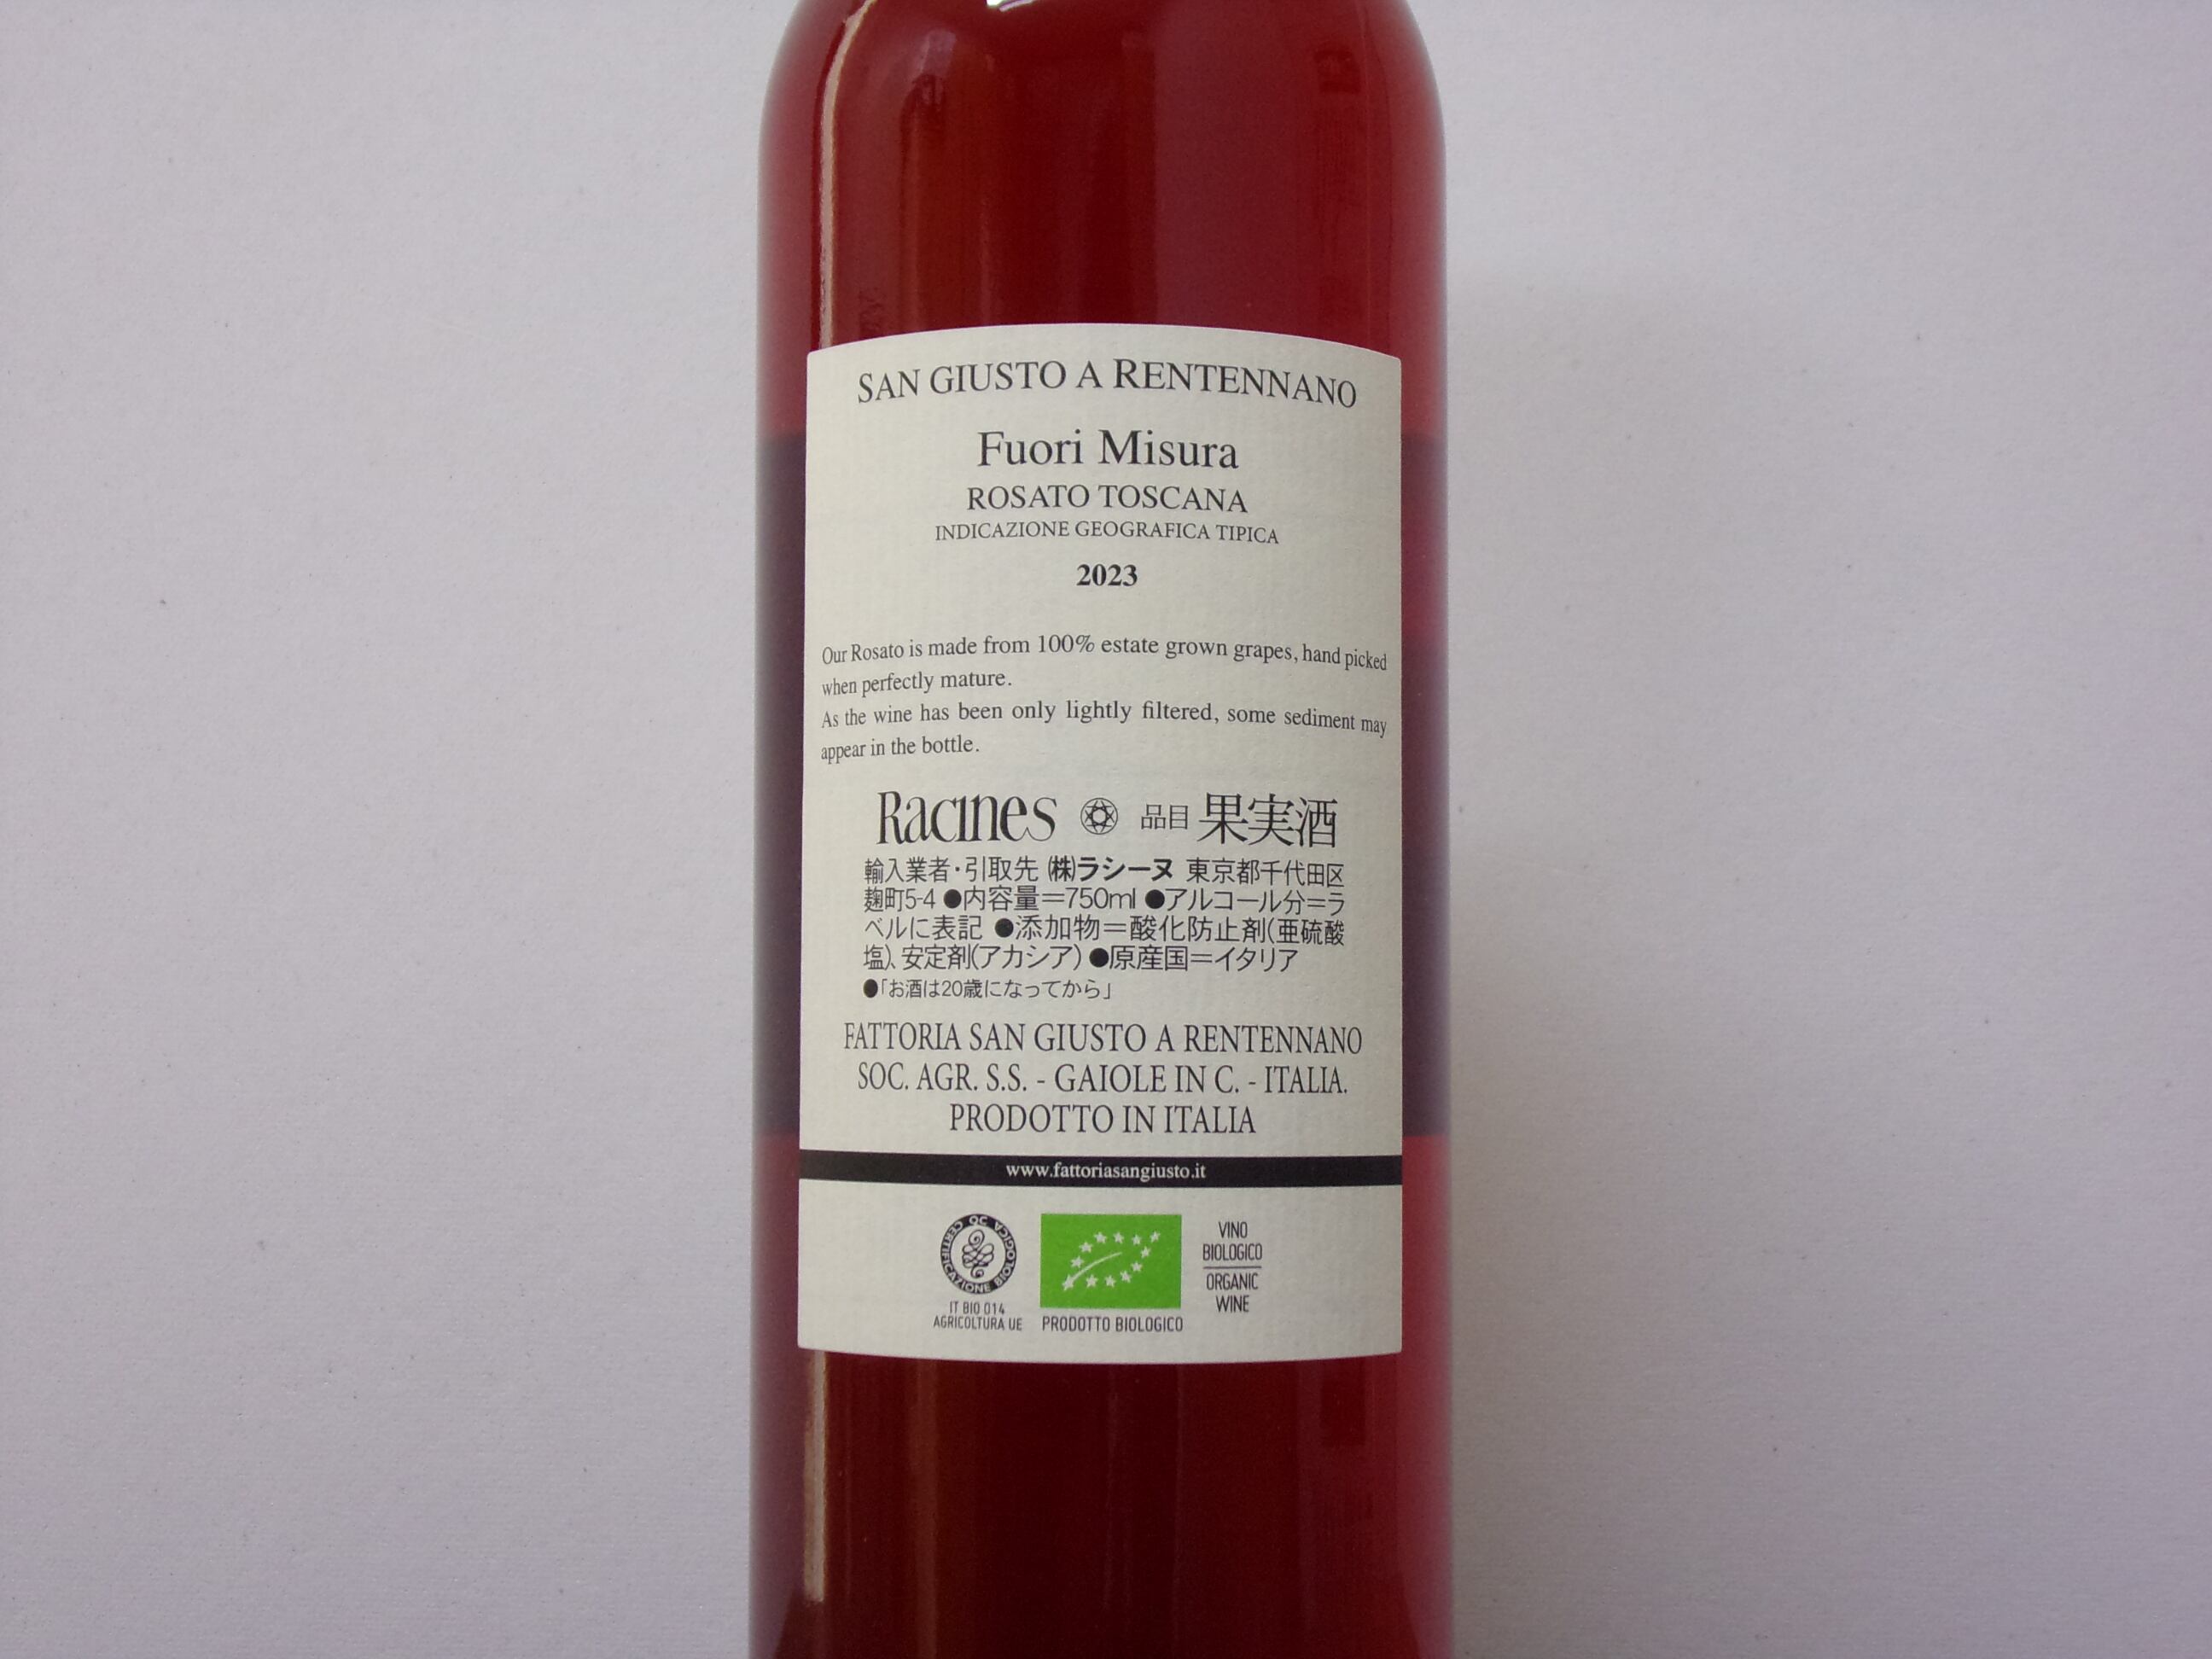 SAN GIUSTO A RENTENNANO
Fuori Misura
ROSATO TOSCANA
INDICAZIONE GEOGRAFICA TIPICA
2023
Our Rosato is made from 100% estate grown grapes, hand picked
when perfectly mature.
As the wine has been only lightly filtered, some sediment may
appear in the bottle.
Racines 品目 果実酒
輸入業者・引取先 ㈱ラシーヌ 東京都千代田区
麹町5-4 ●内容量＝750ml ●アルコール分＝ラ
ベルに表記 ●添加物＝酸化防止剤(亜硫酸
塩)、安定剤(アカシア) ●原産国＝イタリア
●「お酒は20歳になってから」
FATTORIA SAN GIUSTO A RENTENNANO
SOC. AGR. S.S. - GAIOLE IN C. - ITALIA.
PRODOTTO IN ITALIA
www.fattoriasangiusto.it
QC CERTIFICAZIONE BIOLOGICA
IT BIO 014
AGRICOLTURA UE
PRODOTTO BIOLOGICO
VINO
BIOLOGICO
ORGANIC
WINE